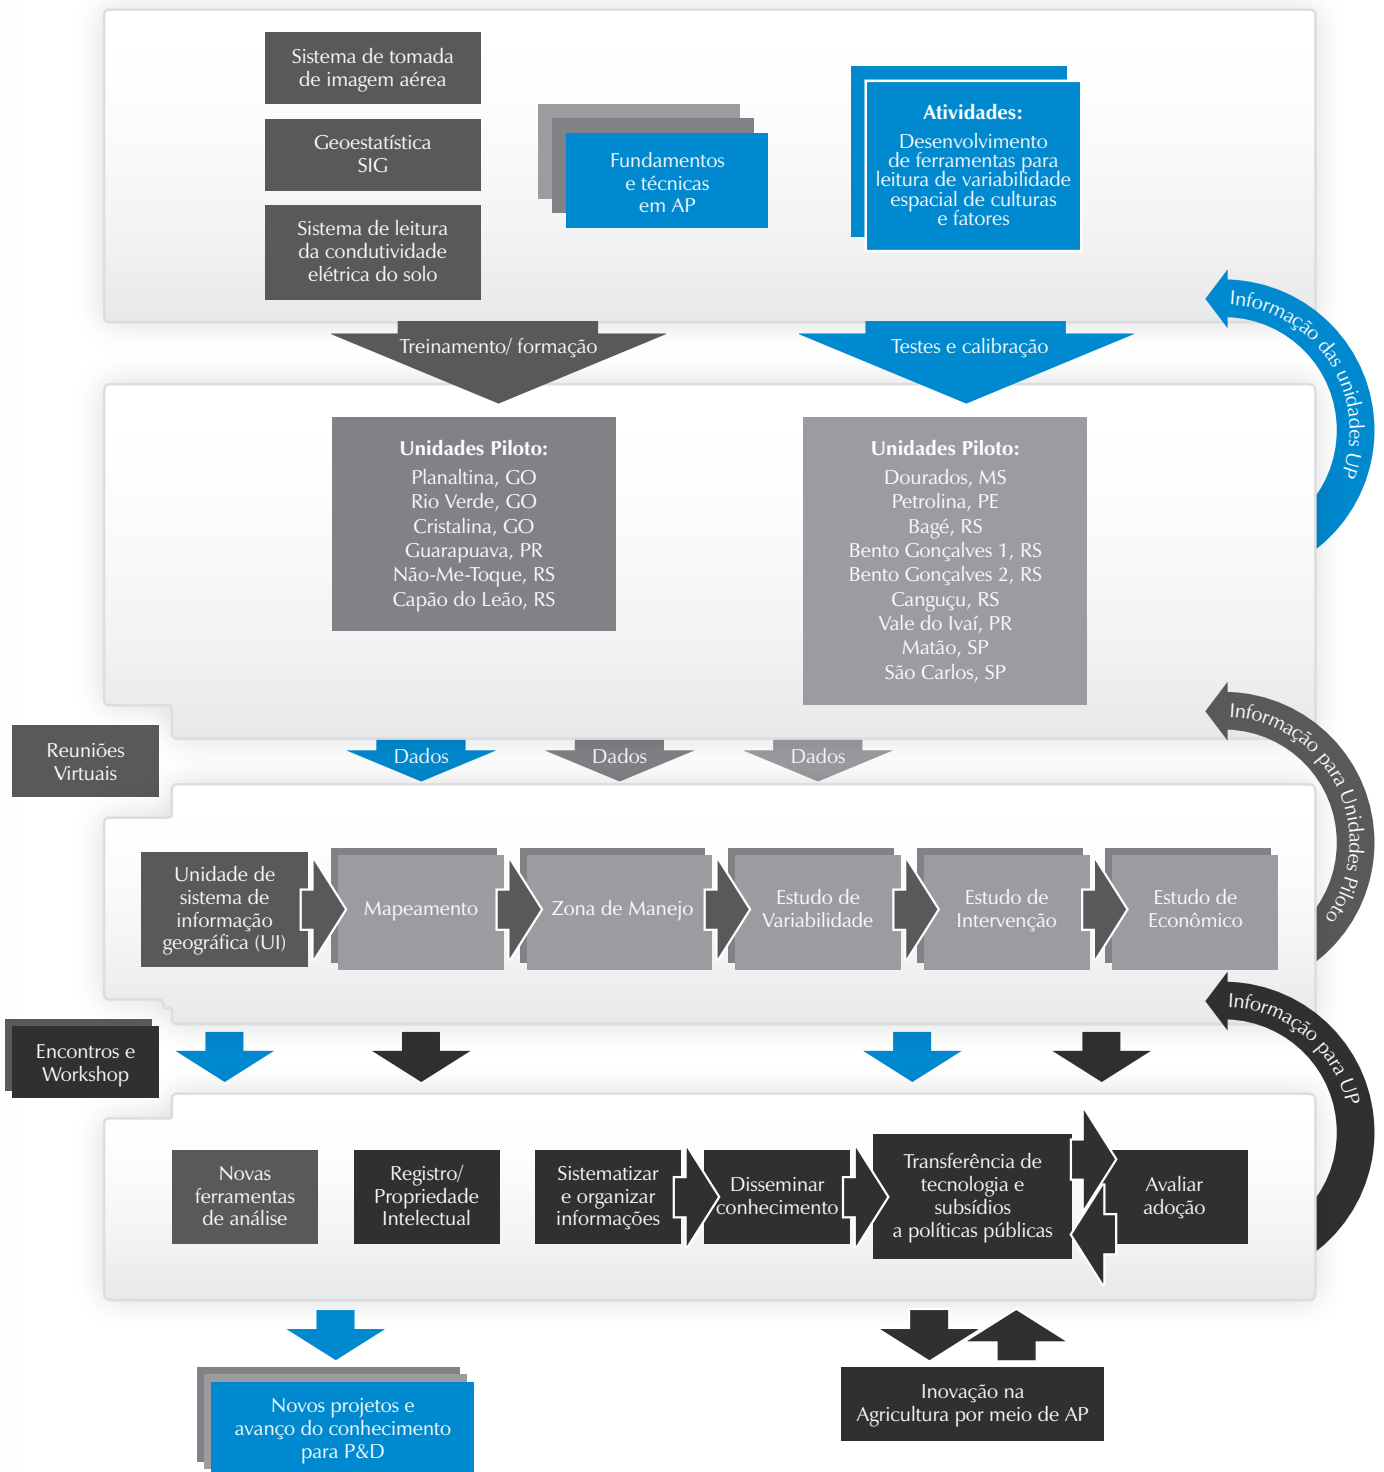 Sistema de tomada
de imagem aérea
Geoestatística
SIG
Sistema de leitura
da condutividade
elétrica do solo
Fundamentos
e técnicas
em AP
Atividades:
Desenvolvimento
de ferramentas para
leitura de variabilidade
espacial de culturas
e fatores
Informação das unidades UP
Treinamento/ formação
Testes e calibração
Unidades Piloto:
Planaltina, GO
Rio Verde, GO
Cristalina, GO
Guarapuava, PR
Não-Me-Toque, RS
Capão do Leão, RS
Unidades Piloto:
Dourados, MS
Petrolina, PE
Bagé, RS
Bento Gonçalves 1, RS
Bento Gonçalves 2, RS
Canguçu, RS
Vale do Ivaí, PR
Matão, SP
São Carlos, SP
Informação para Unidades Piloto
Reuniões
Virtuais
Dados
Dados
Dados
Unidade de
sistema de
informação
geográfica (UI)
Mapeamento
Zona de Manejo
Estudo de
Variabilidade
Estudo de
Intervenção
Estudo de
Econômico
Informação para UP
Encontros e
Workshop
Novas
ferramentas
de análise
Registro/
Propriedade
Intelectual
Sistematizar
e organizar
informações
Disseminar
conhecimento
Transferência de
tecnologia e
subsídios
a políticas públicas
Avaliar
adoção
Novos projetos e
avanço do conhecimento
para P&D
Inovação na
Agricultura por meio de AP